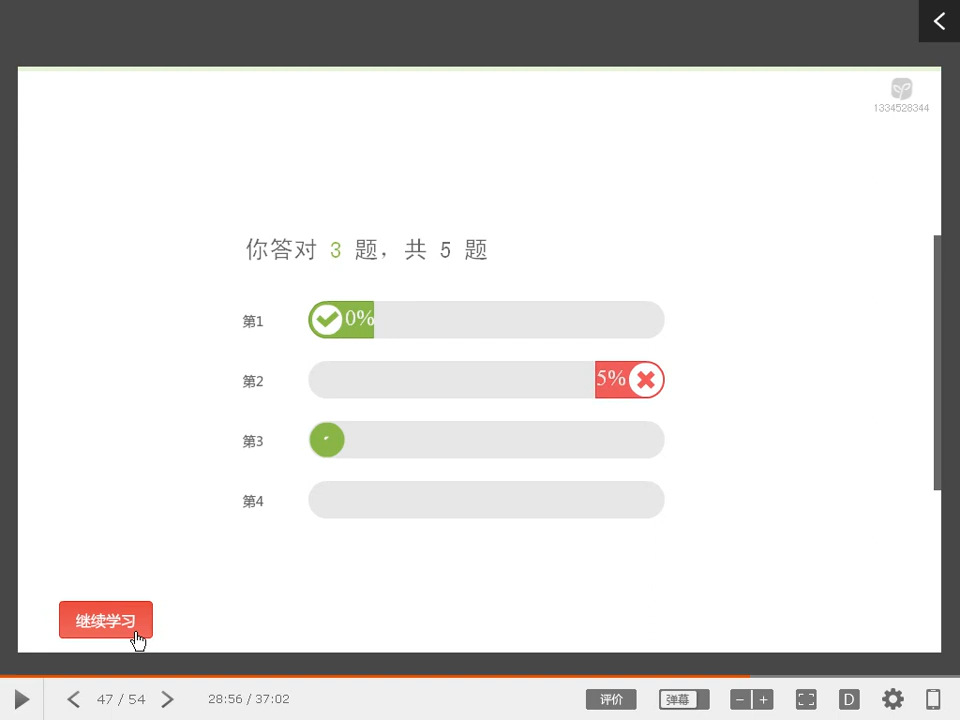 1334528344
你答对 3 题，共 5 题
第1
0%
第2
5%
第3
第4
继续学习
47 / 54
28:56 / 37:02
评价
弹幕
D